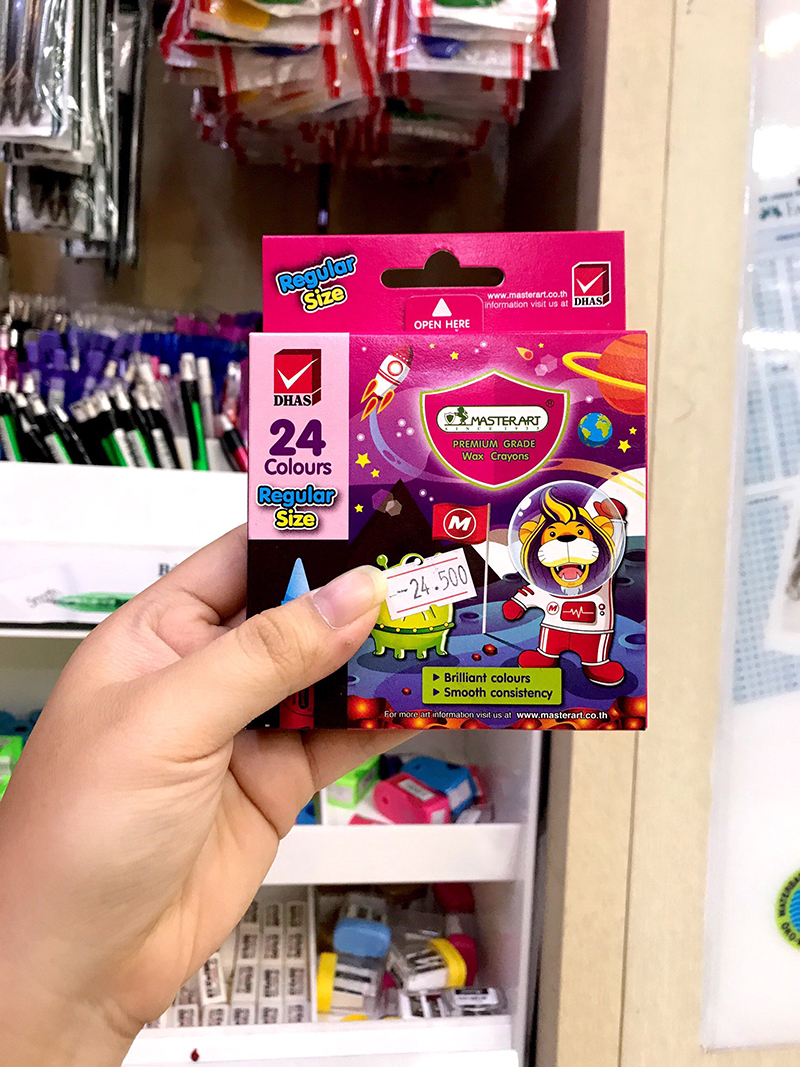 Regular
Size
OPEN HERE
www.masterart.co.th
information visit us at
DHAS
DHAS
24
Colours
Regular
Size
MASTERART
SINCE 1931
PREMIUM GRADE
Wax Crayons
M
-24.500
M
Brilliant colours
Smooth consistency
For more art information visit us at www.masterart.co.th